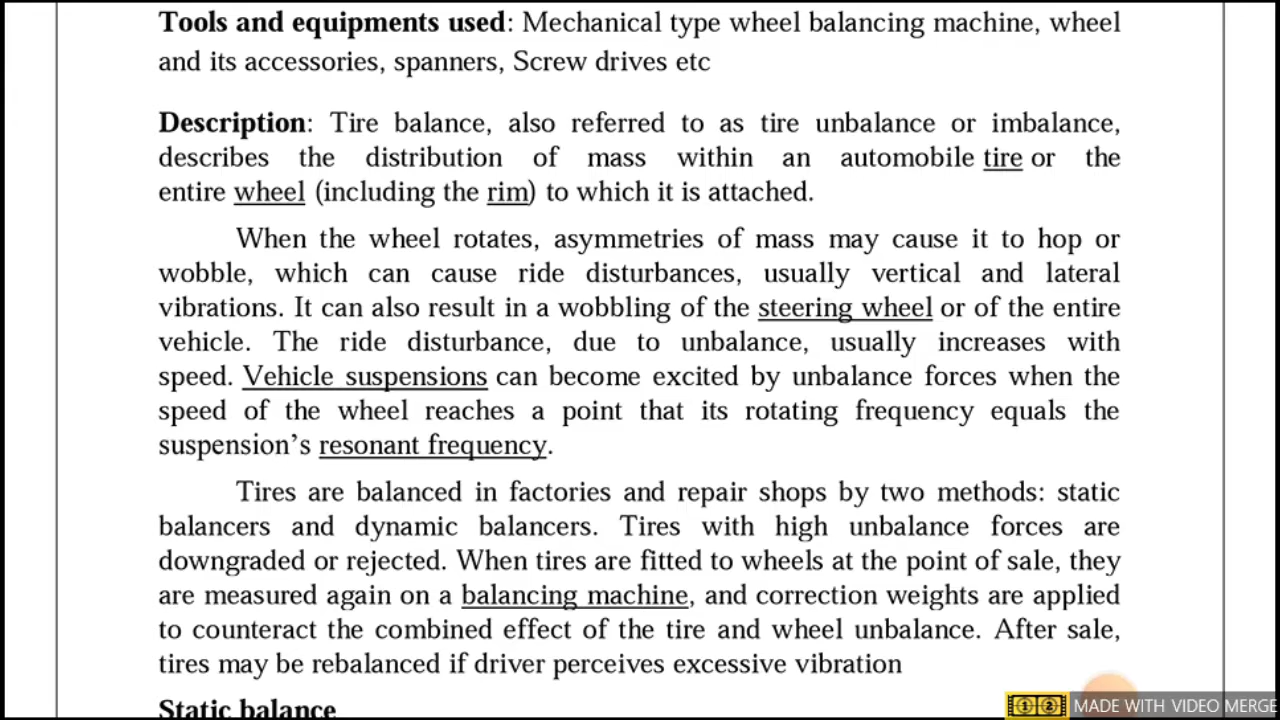 Tools and equipments used: Mechanical type wheel balancing machine, wheel
and its accessories, spanners, Screw drives etc
Description: Tire balance, also referred to as tire unbalance or imbalance,
describes the distribution of mass within an automobile tire or the
entire wheel (including the rim) to which it is attached.
When the wheel rotates, asymmetries of mass may cause it to hop or
wobble, which can cause ride disturbances, usually vertical and lateral
vibrations. It can also result in a wobbling of the steering wheel or of the entire
vehicle. The ride disturbance, due to unbalance, usually increases with
speed. Vehicle suspensions can become excited by unbalance forces when the
speed of the wheel reaches a point that its rotating frequency equals the
suspension’s resonant frequency.
Tires are balanced in factories and repair shops by two methods: static
balancers and dynamic balancers. Tires with high unbalance forces are
downgraded or rejected. When tires are fitted to wheels at the point of sale, they
are measured again on a balancing machine, and correction weights are applied
to counteract the combined effect of the tire and wheel unbalance. After sale,
tires may be rebalanced if driver perceives excessive vibration
Static balance
1 2 MADE WITH VIDEO MERGE